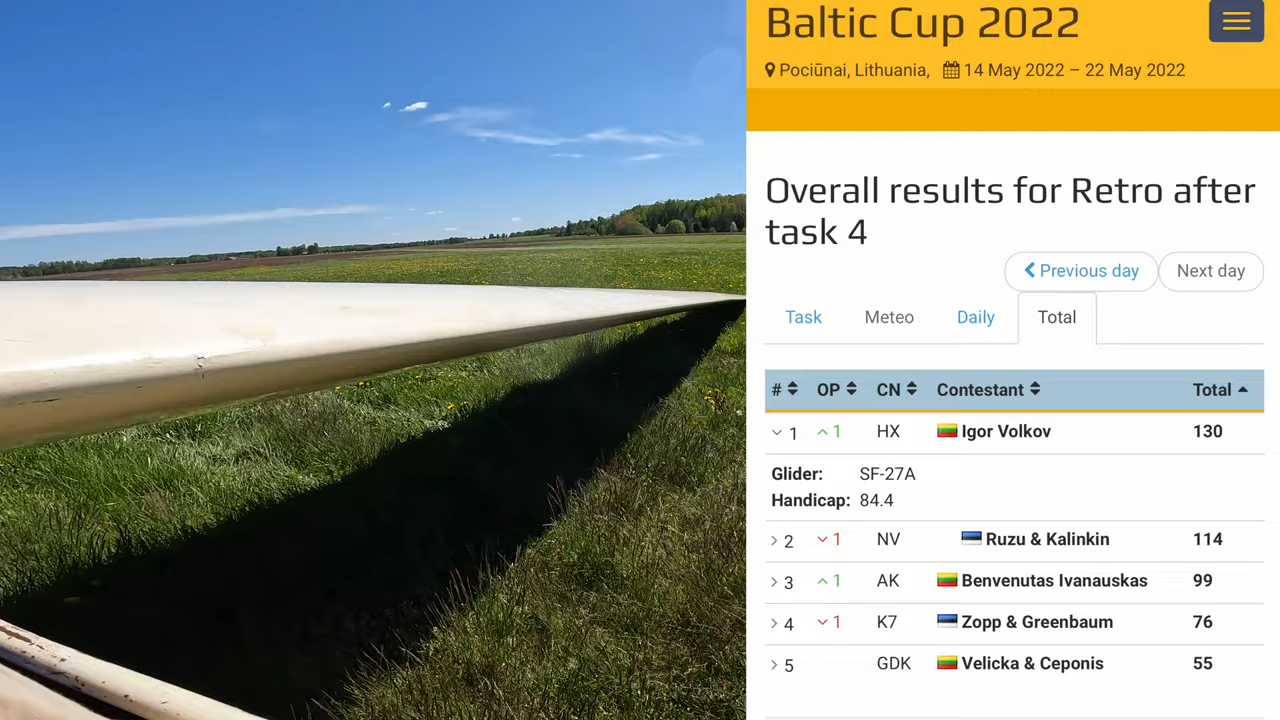 Baltic Cup 2022
Pociūnai, Lithuania, 14 May 2022 – 22 May 2022
Overall results for Retro after
task 4
Previous day Next day
Task Meteo Daily Total
# OP CN Contestant Total
1 1 HX Igor Volkov 130
Glider: SF-27A
Handicap: 84.4
2 1 NV Ruzu & Kalinkin 114
3 1 AK Benvenutas Ivanauskas 99
4 1 K7 Zopp & Greenbaum 76
5 GDK Velicka & Ceponis 55